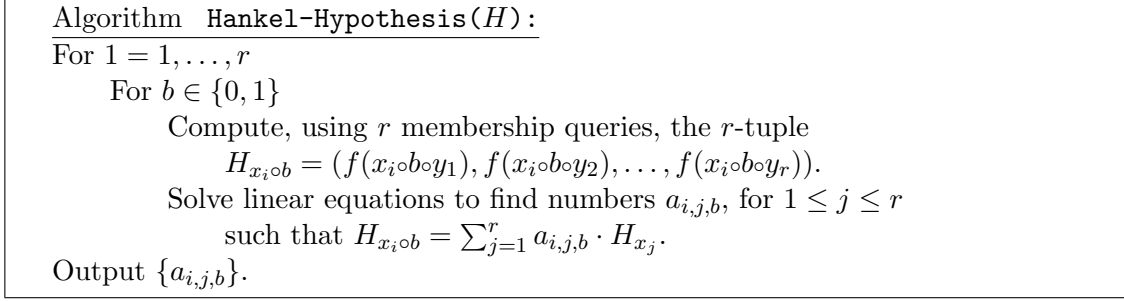 Algorithm Hankel-Hypothesis(H):
For 1 = 1, . . . , r
For b ∈ {0, 1}
Compute, using r membership queries, the r-tuple
H_{x_i∘b} = (f(x_i∘b∘y_1), f(x_i∘b∘y_2), . . . , f(x_i∘b∘y_r)).
Solve linear equations to find numbers a_{i,j,b}, for 1 ≤ j ≤ r
such that H_{x_i∘b} = ∑_{j=1}^{r} a_{i,j,b} · H_{x_j}.
Output {a_{i,j,b}}.